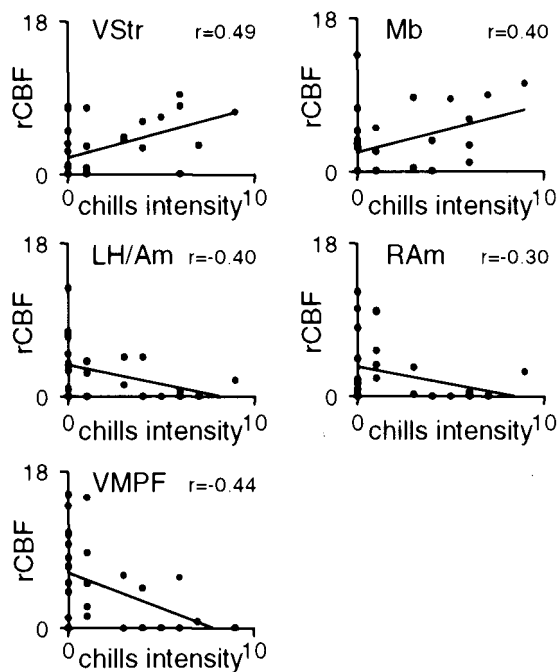 18 VStr r=0.49
rCBF
0
0 chills intensity 10
18 Mb r=0.40
rCBF
0
0 chills intensity 10
18 LH/Am r=-0.40
rCBF
0
0 chills intensity 10
18 RAm r=-0.30
rCBF
0
0 chills intensity 10
18 VMPF r=-0.44
rCBF
0
0 chills intensity 10